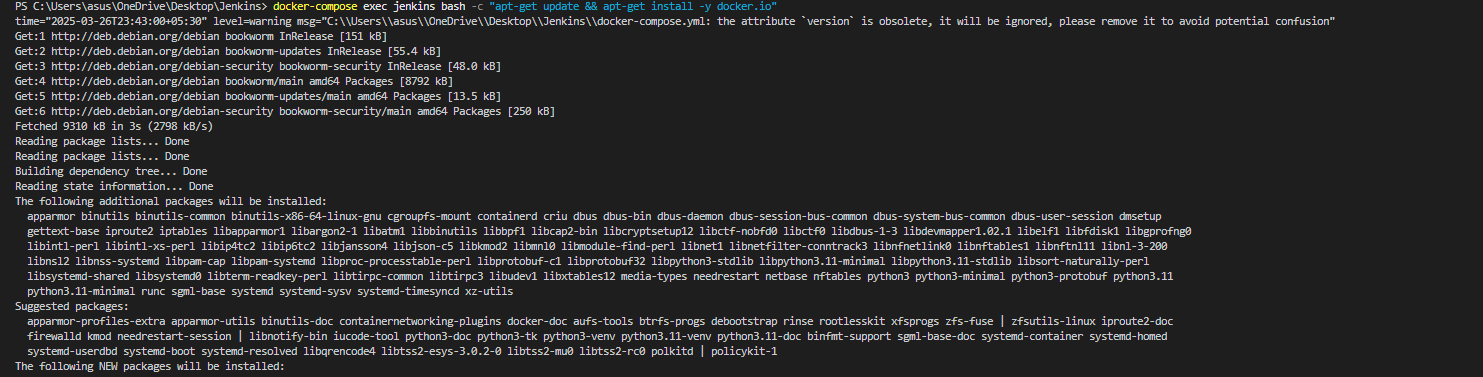 PS C:\Users\asus\OneDrive\Desktop\Jenkins> docker-compose exec jenkins bash -c "apt-get update && apt-get install -y docker.io"
time="2025-03-26T23:43:00+05:30" level=warning msg="C:\\Users\\asus\\OneDrive\\Desktop\\Jenkins\\docker-compose.yml: the attribute `version` is obsolete, it will be ignored, please remove it to avoid potential confusion"
Get:1 http://deb.debian.org/debian bookworm InRelease [151 kB]
Get:2 http://deb.debian.org/debian bookworm-updates InRelease [55.4 kB]
Get:3 http://deb.debian.org/debian-security bookworm-security InRelease [48.0 kB]
Get:4 http://deb.debian.org/debian bookworm/main amd64 Packages [8792 kB]
Get:5 http://deb.debian.org/debian bookworm-updates/main amd64 Packages [13.5 kB]
Get:6 http://deb.debian.org/debian-security bookworm-security/main amd64 Packages [250 kB]
Fetched 9310 kB in 3s (2798 kB/s)
Reading package lists... Done
Reading package lists... Done
Building dependency tree... Done
Reading state information... Done
The following additional packages will be installed:
apparmor binutils binutils-common binutils-x86-64-linux-gnu cgroupfs-mount containerd criu dbus dbus-bin dbus-daemon dbus-session-bus-common dbus-system-bus-common dbus-user-session dmsetup
gettext-base iproute2 iptables libapparmor1 libargon2-1 libatm1 libbinutils libbpf1 libcap2-bin libcryptsetup12 libctf-nobfd0 libctf0 libdbus-1-3 libdevmapper1.02.1 libelf1 libfdisk1 libgprofng0
libintl-perl libintl-xs-perl libip4tc2 libip6tc2 libjansson4 libjson-c5 libkmod2 libmnl0 libmodule-find-perl libnet1 libnetfilter-conntrack3 libnfnetlink0 libnftables1 libnftnl11 libnl-3-200
libnsl2 libnss-systemd libpam-cap libpam-systemd libproc-processtable-perl libprotobuf-c1 libprotobuf32 libpython3-stdlib libpython3.11-minimal libpython3.11-stdlib libsort-naturally-perl
libsystemd-shared libsystemd0 libterm-readkey-perl libtirpc-common libtirpc3 libudev1 libxtables12 media-types needrestart netbase nftables python3 python3-minimal python3-protobuf python3.11
python3.11-minimal runc sgml-base systemd systemd-sysv systemd-timesyncd xz-utils
Suggested packages:
apparmor-profiles-extra apparmor-utils binutils-doc containernetworking-plugins docker-doc aufs-tools btrfs-progs debootstrap rinse rootlesskit xfsprogs zfs-fuse | zfsutils-linux iproute2-doc
firewalld kmod needrestart-session | libnotify-bin iucode-tool python3-doc python3-tk python3-venv python3.11-venv python3.11-doc binfmt-support sgml-base-doc systemd-container systemd-homed
systemd-userdbd systemd-boot systemd-resolved libqrencode4 libtss2-esys-3.0.2-0 libtss2-mu0 libtss2-rc0 polkitd | policykit-1
The following NEW packages will be installed: